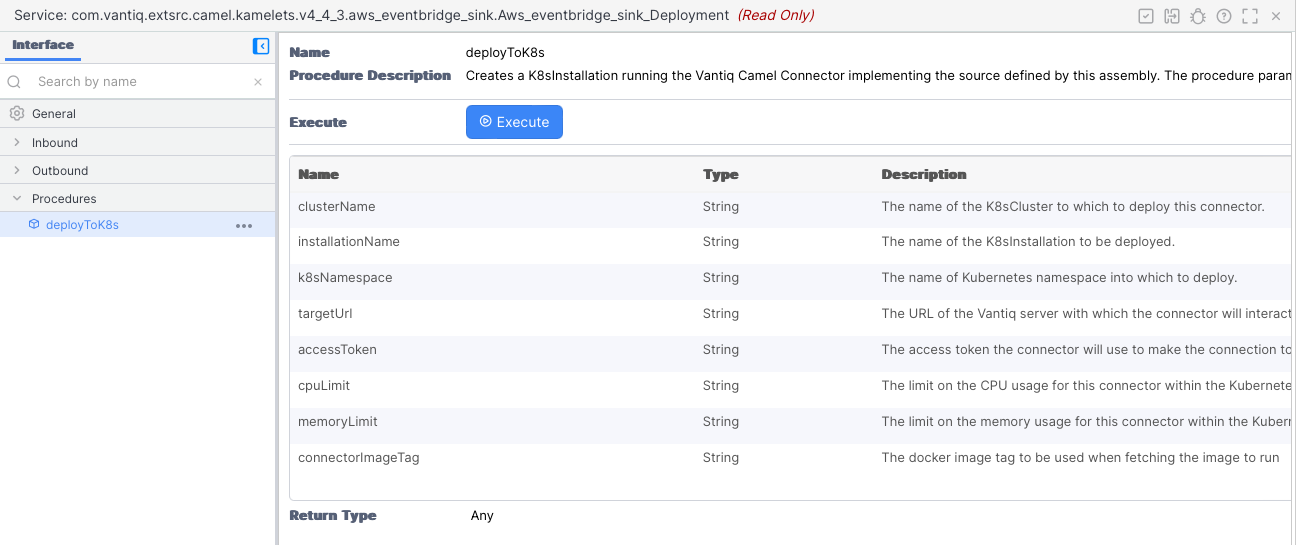 Service: com.vantiq.extsrc.camel.kamelets.v4_4_3.aws_eventbridge_sink.Aws_eventbridge_sink_Deployment (Read Only)
Interface
Search by name
General
Inbound
Outbound
Procedures
deployToK8s
Name deployToK8s
Procedure Description Creates a K8sInstallation running the Vantiq Camel Connector implementing the source defined by this assembly. The procedure param
Execute Execute
Name Type Description
clusterName String The name of the K8sCluster to which to deploy this connector.
installationName String The name of the K8sInstallation to be deployed.
k8sNamespace String The name of Kubernetes namespace into which to deploy.
targetUrl String The URL of the Vantiq server with which the connector will interact
accessToken String The access token the connector will use to make the connection to
cpuLimit String The limit on the CPU usage for this connector within the Kubernete
memoryLimit String The limit on the memory usage for this connector within the Kuber
connectorImageTag String The docker image tag to be used when fetching the image to run
Return Type Any